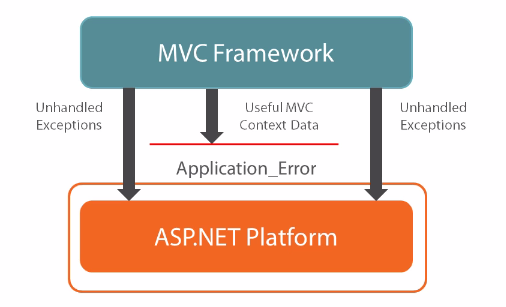 MVC Framework
Unhandled
Exceptions
Useful MVC
Context Data
Unhandled
Exceptions
Application_Error
ASP.NET Platform